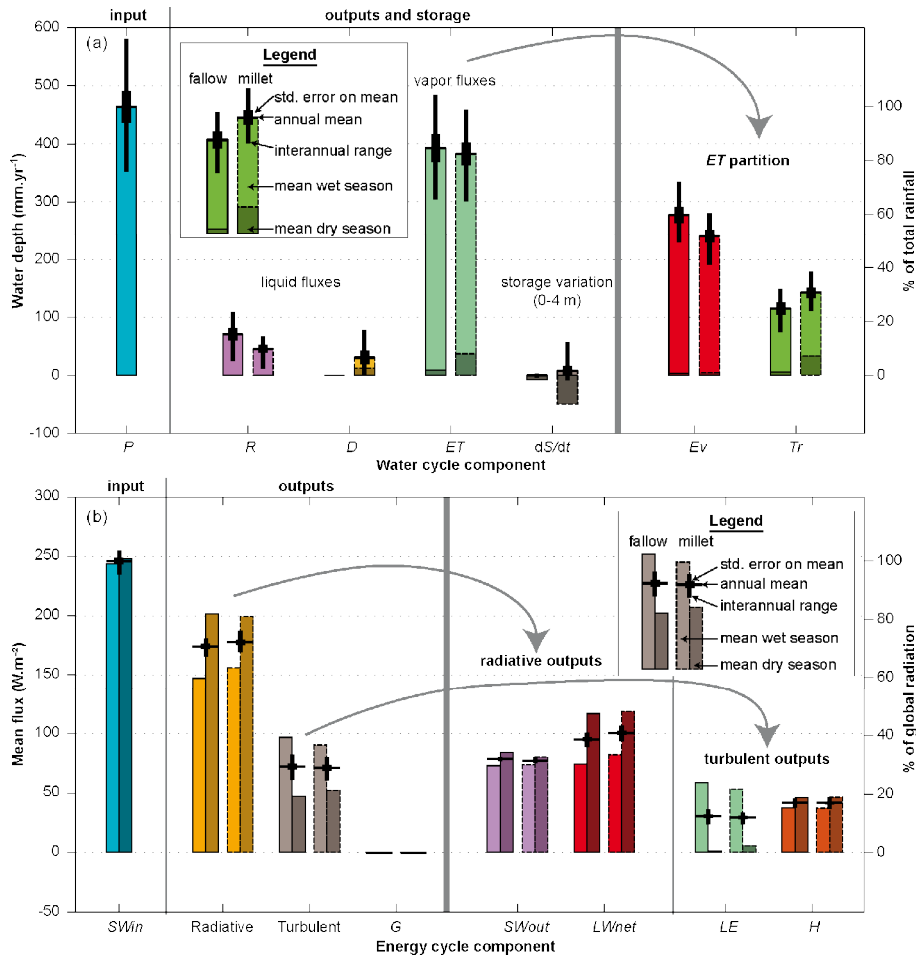 input
outputs and storage
600
500
400
300
200
100
0
-100
Water depth (mm.yr⁻¹)
(a)
Legend
fallow
millet
std. error on mean
annual mean
interannual range
mean wet season
mean dry season
vapor fluxes
ET partition
liquid fluxes
storage variation
(0-4 m)
100
80
60
40
20
0
% of total rainfall
P
R
D
ET
dS/dt
Ev
Tr
Water cycle component
input
outputs
300
250
200
150
100
50
0
-50
Mean flux (W.m⁻²)
(b)
Legend
fallow
millet
std. error on mean
annual mean
interannual range
mean wet season
mean dry season
radiative outputs
turbulent outputs
100
80
60
40
20
0
% of global radiation
SWin
Radiative
Turbulent
G
SWout
LWnet
LE
H
Energy cycle component